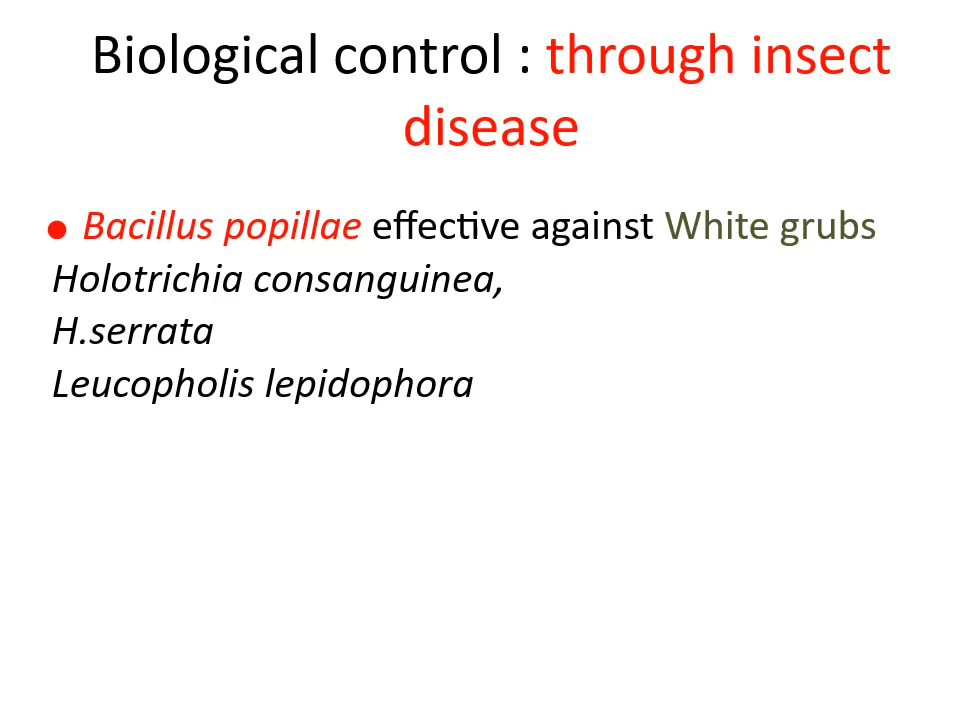 Biological control : through insect
disease
● Bacillus popillae effective against White grubs
Holotrichia consanguinea,
H.serrata
Leucopholis lepidophora